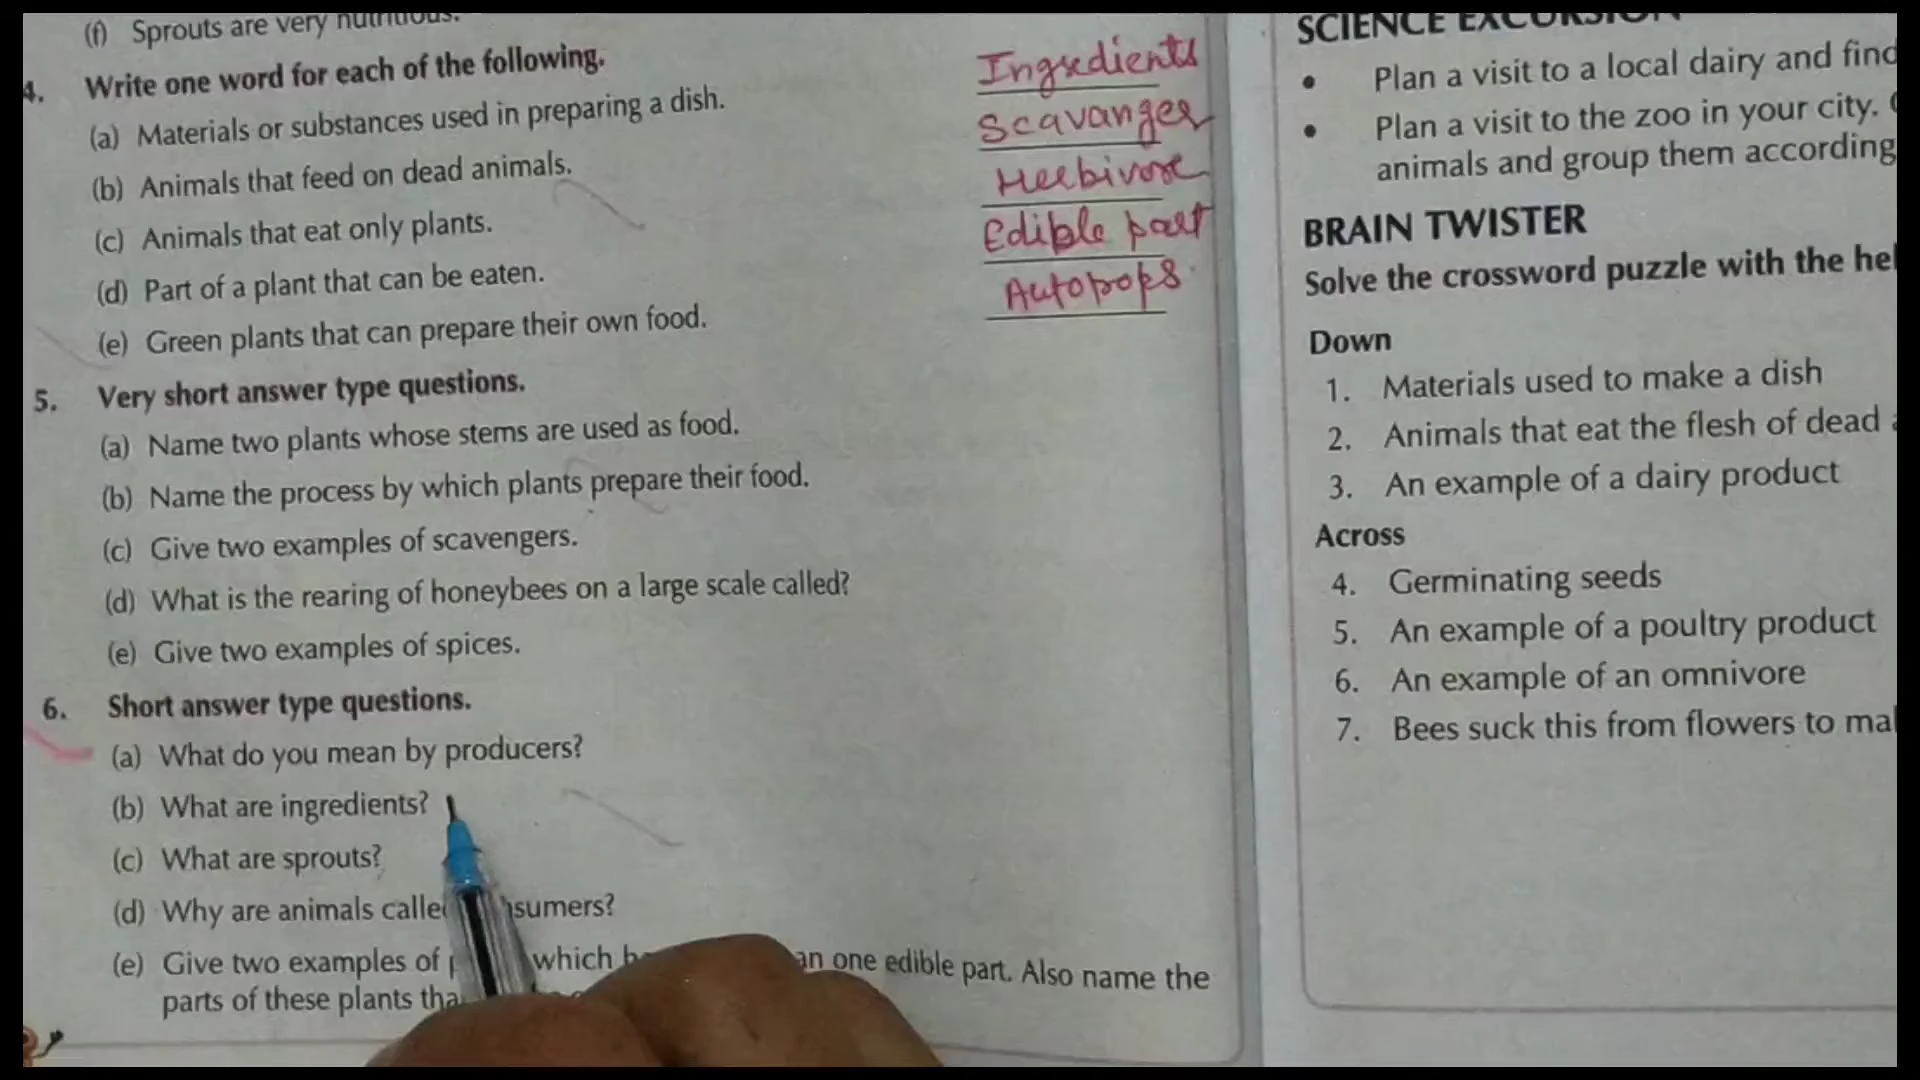 (f) Sprouts are very nutritious.
4. Write one word for each of the following.
(a) Materials or substances used in preparing a dish. Ingredients
(b) Animals that feed on dead animals. Scavanger
(c) Animals that eat only plants. Herbivore
(d) Part of a plant that can be eaten. Edible part
(e) Green plants that can prepare their own food. Autoprops
5. Very short answer type questions.
(a) Name two plants whose stems are used as food.
(b) Name the process by which plants prepare their food.
(c) Give two examples of scavengers.
(d) What is the rearing of honeybees on a large scale called?
(e) Give two examples of spices.
6. Short answer type questions.
(a) What do you mean by producers?
(b) What are ingredients?
(c) What are sprouts?
(d) Why are animals called consumers?
(e) Give two examples of which an one edible part. Also name the
parts of these plants
SCIENCE EXCURSION
• Plan a visit to a local dairy and find
• Plan a visit to the zoo in your city.
animals and group them according
BRAIN TWISTER
Solve the crossword puzzle with the
Down
1. Materials used to make a dish
2. Animals that eat the flesh of dead
3. An example of a dairy product
Across
4. Germinating seeds
5. An example of a poultry product
6. An example of an omnivore
7. Bees suck this from flowers to